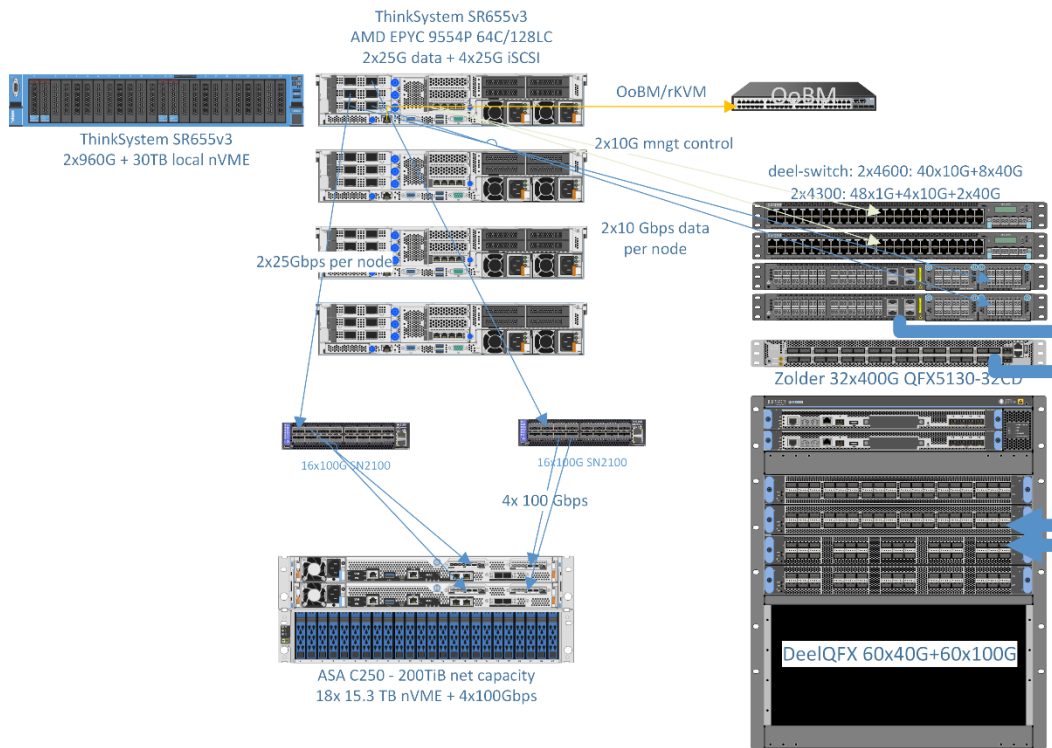 ThinkSystem SR655v3
AMD EPYC 9554P 64C/128LC
2x25G data + 4x25G iSCSI
OoBM/rKVM
OoBM
ThinkSystem SR655v3
2x960G + 30TB local nVME
2x10G mngt control
deel-switch: 2x4600: 40x10G+8x40G
2x4300: 48x1G+4x10G+2x40G
2x10 Gbps data
per node
2x25Gbps per node
Zolder 32x400G QFX5130-32CD
16x100G SN2100
16x100G SN2100
4x 100 Gbps
DeelQFX 60x40G+60x100G
ASA C250 - 200TiB net capacity
18x 15.3 TB nVME + 4x100Gbps